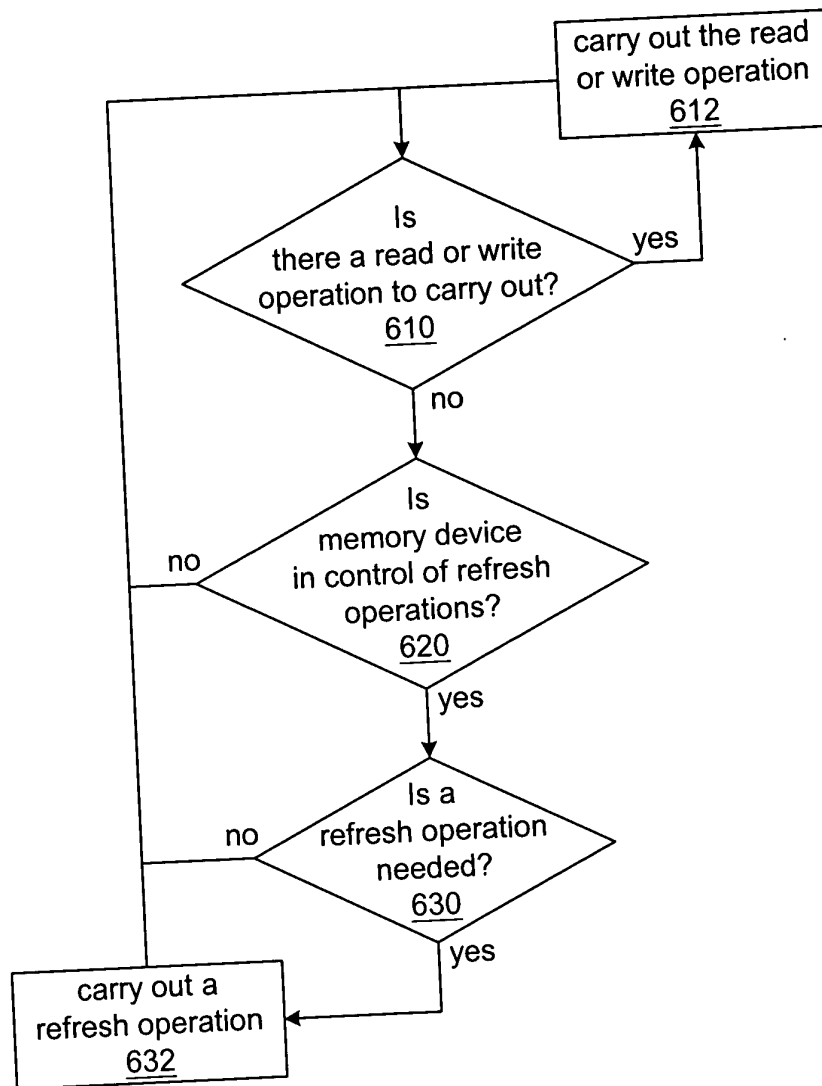 carry out the read
or write operation
612
Is
there a read or write
operation to carry out?
610
yes
no
Is
memory device
in control of refresh
operations?
620
no
yes
Is a
refresh operation
needed?
630
no
yes
carry out a
refresh operation
632